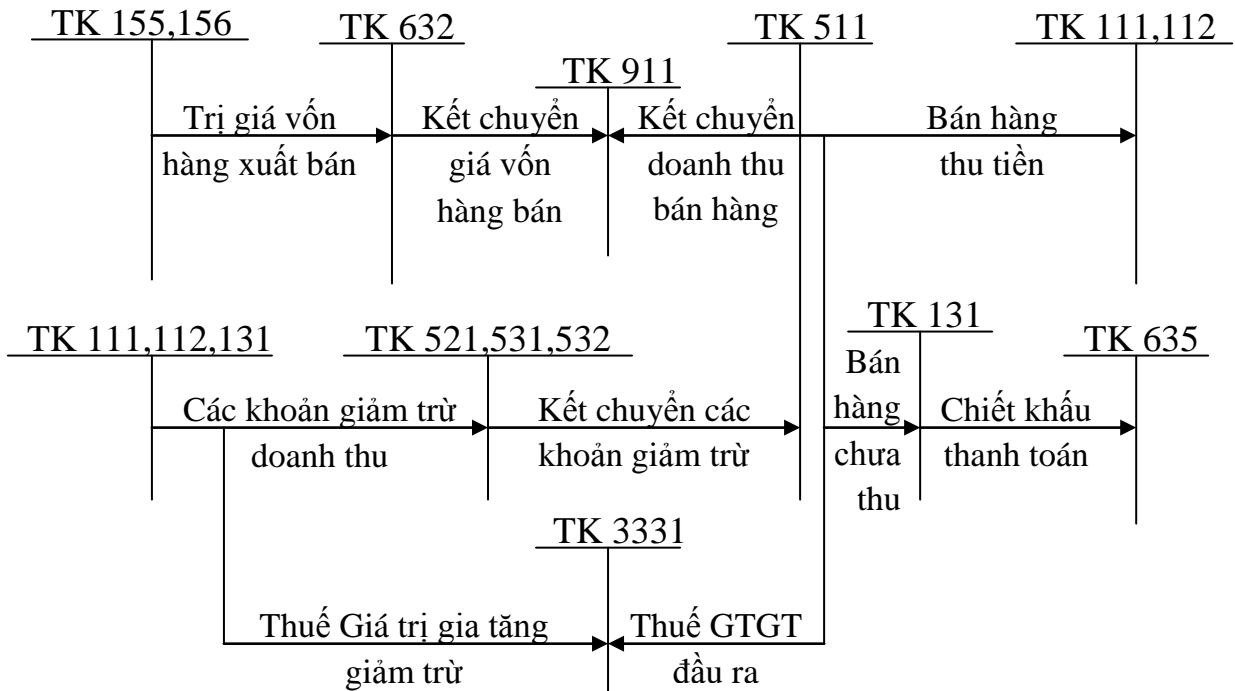 TK 155,156
TK 632
TK 511
TK 111,112
TK 911
Trị giá vốn
hàng xuất bán
Kết chuyển
giá vốn
hàng bán
Kết chuyển
doanh thu
bán hàng
Bán hàng
thu tiền
TK 111,112,131
TK 521,531,532
TK 131
TK 635
Các khoản giảm trừ
doanh thu
Kết chuyển các
khoản giảm trừ
Bán
hàng
chưa
thu
Chiết khấu
thanh toán
TK 3331
Thuế Giá trị gia tăng
giảm trừ
Thuế GTGT
đầu ra